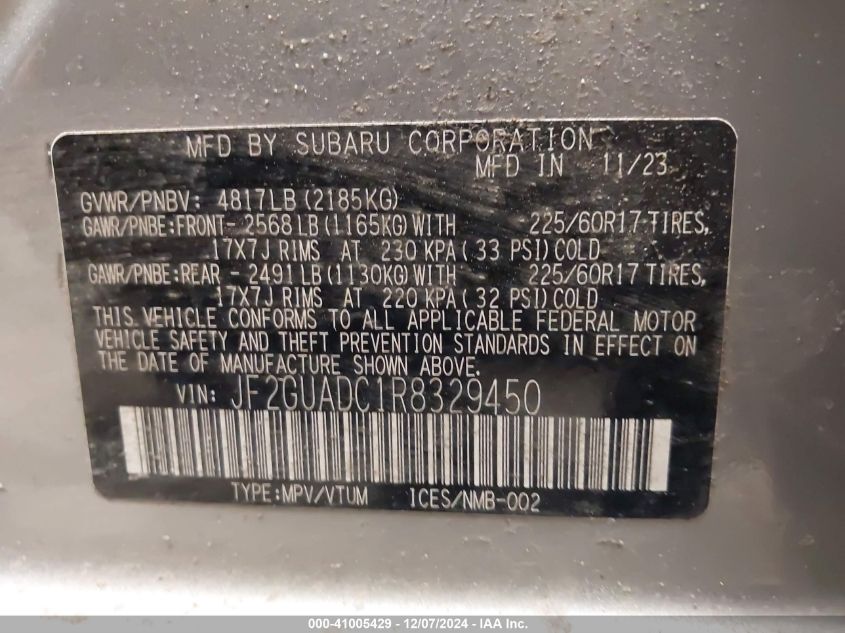 MFD BY SUBARU CORPORATION
MFD IN 11/23
GVWR/PNBV: 4817LB (2185KG)
GAWR/PNBE:FRONT- 2568LB (1165KG) WITH 225/60R17 TIRES,
17X7J RIMS AT 230 KPA (33 PSI) COLD
GAWR/PNBE:REAR - 2491LB (1130KG) WITH 225/60R17 TIRES,
17X7J RIMS AT 220 KPA (32 PSI) COLD
THIS VEHICLE CONFORMS TO ALL APPLICABLE FEDERAL MOTOR
VEHICLE SAFETY AND THEFT PREVENTION STANDARDS IN EFFECT ON
THE DATE OF MANUFACTURE SHOWN ABOVE.
VIN: JF2GUADC1R8329450
TYPE:MPV/VTUM ICES/NMB-002
000-41005429 - 12/07/2024 - IAA Inc.